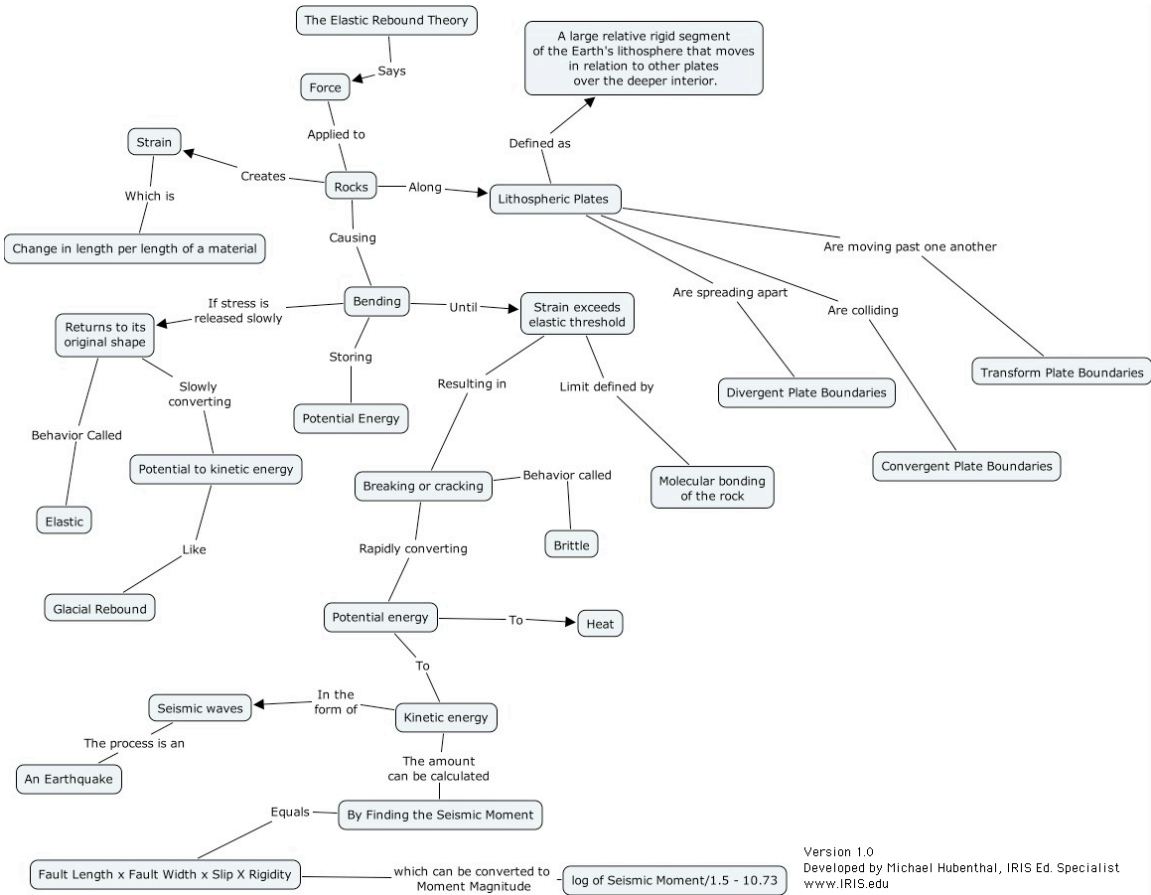 The Elastic Rebound Theory
Says
Force
Applied to
Rocks
Creates
Strain
Which is
Change in length per length of a material
Along
Lithospheric Plates
Defined as
A large relative rigid segment
of the Earth's lithosphere that moves
in relation to other plates
over the deeper interior.
Are moving past one another
Transform Plate Boundaries
Are spreading apart
Divergent Plate Boundaries
Are colliding
Convergent Plate Boundaries
Causing
Bending
If stress is
released slowly
Returns to its
original shape
Behavior Called
Elastic
Slowly
converting
Potential to kinetic energy
Like
Glacial Rebound
Storing
Potential Energy
Until
Strain exceeds
elastic threshold
Limit defined by
Molecular bonding
of the rock
Resulting in
Breaking or cracking
Behavior called
Brittle
Rapidly converting
Potential energy
To
Heat
To
Kinetic energy
In the
form of
Seismic waves
The process is an
An Earthquake
The amount
can be calculated
By Finding the Seismic Moment
Equals
Fault Length x Fault Width x Slip X Rigidity
which can be converted to
Moment Magnitude
log of Seismic Moment/1.5 - 10.73
Version 1.0
Developed by Michael Hubenthal, IRIS Ed. Specialist
www.IRIS.edu